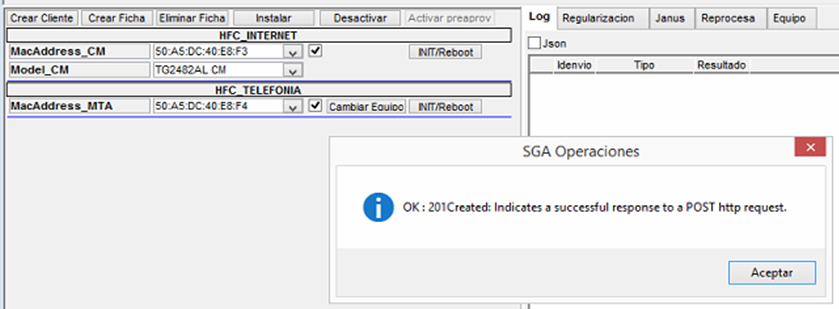 Crear Cliente Crear Ficha Eliminar Ficha Instalar Desactivar Activar preaprov
HFC_INTERNET
MacAddress_CM 50:A5:DC:40:E8:F3 INIT/Reboot
Model_CM TG2482AL CM
HFC_TELEFONIA
MacAddress_MTA 50:A5:DC:40:E8:F4 Cambiar Equipo INIT/Reboot
Log Regularizacion Janus Reprocesa Equipo
Json
Idenvio Tipo Resultado
SGA Operaciones
OK : 201Created: Indicates a successful response to a POST http request.
Aceptar